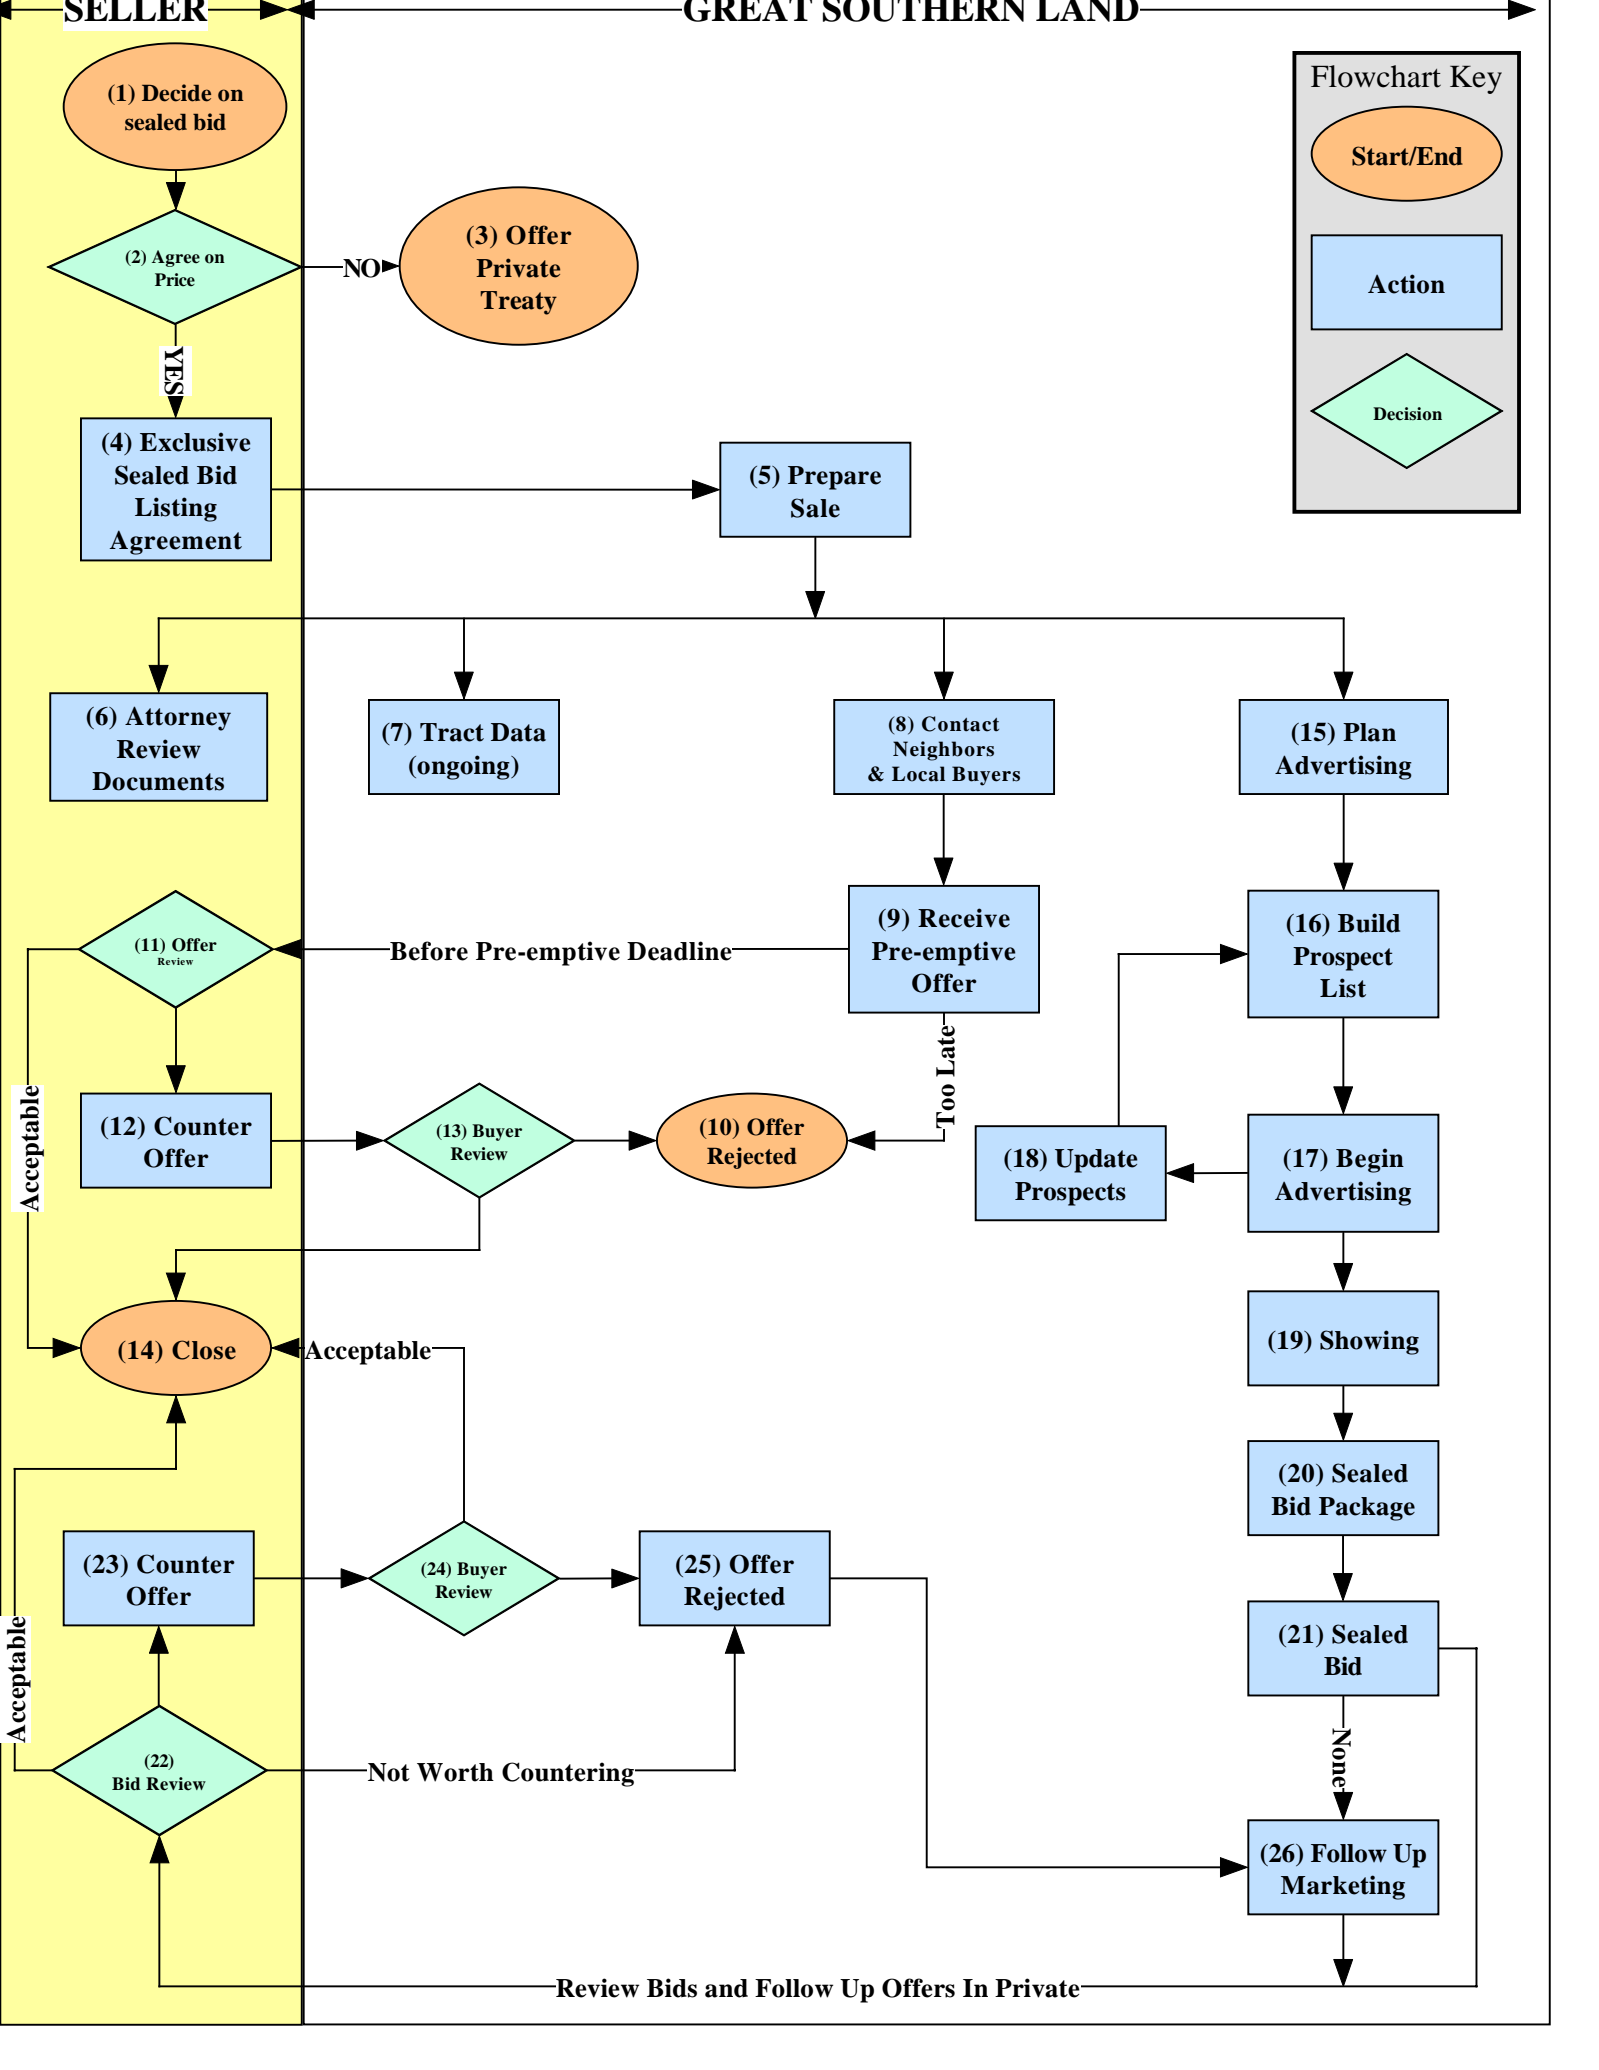 SELLER
GREAT SOUTHERN LAND
Flowchart Key
Start/End
Action
Decision
(1) Decide on
sealed bid
(2) Agree on
Price
NO
(3) Offer
Private
Treaty
YES
(4) Exclusive
Sealed Bid
Listing
Agreement
(5) Prepare
Sale
(6) Attorney
Review
Documents
(7) Tract Data
(ongoing)
(8) Contact
Neighbors
& Local Buyers
(15) Plan
Advertising
(11) Offer
Review
Before Pre-emptive Deadline
(9) Receive
Pre-emptive
Offer
(16) Build
Prospect
List
Too Late
Acceptable
(12) Counter
Offer
(13) Buyer
Review
(10) Offer
Rejected
(18) Update
Prospects
(17) Begin
Advertising
(14) Close
Acceptable
(19) Showing
(20) Sealed
Bid Package
(23) Counter
Offer
(24) Buyer
Review
(25) Offer
Rejected
(21) Sealed
Bid
Acceptable
None
(22)
Bid Review
Not Worth Countering
(26) Follow Up
Marketing
Review Bids and Follow Up Offers In Private